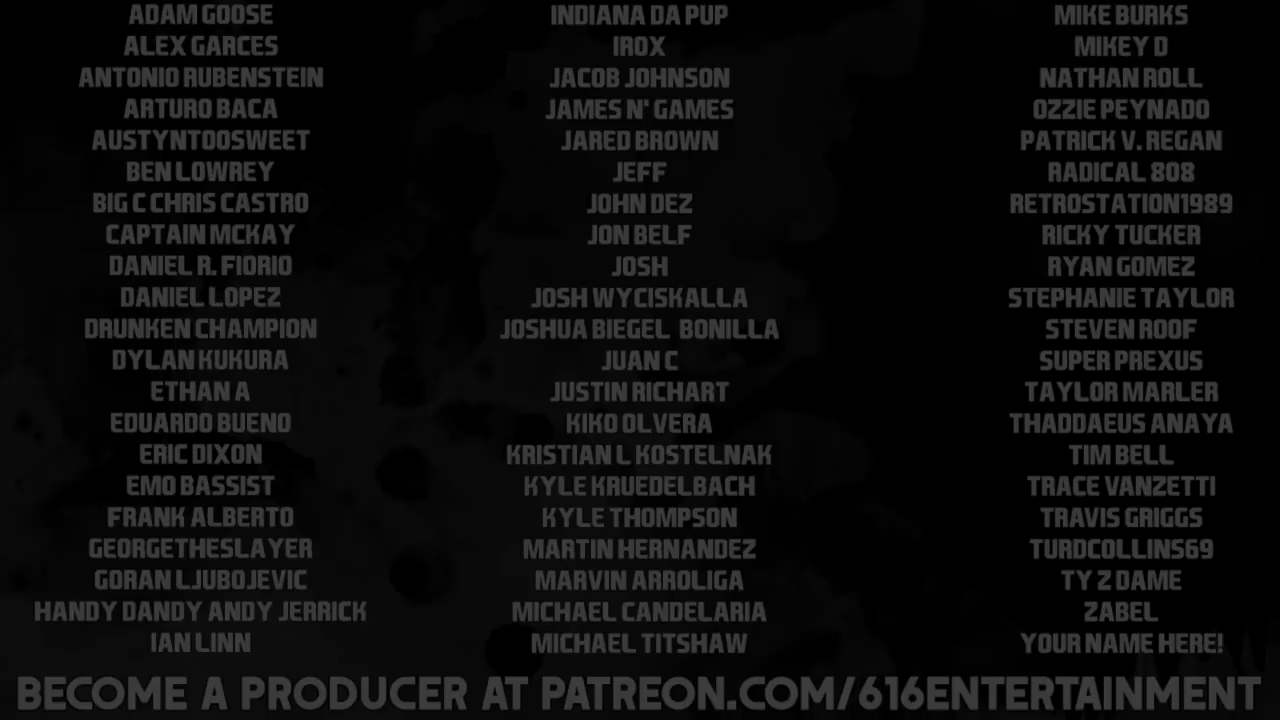 ADAM GOOSE
ALEX GARCES
ANTONIO RUBENSTEIN
ARTURO BACA
AUSTYNTOOSWEET
BEN LOWREY
BIG C CHRIS CASTRO
CAPTAIN MCKAY
DANIEL R. FIORIO
DANIEL LOPEZ
DRUNKEN CHAMPION
DYLAN KUKURA
ETHAN A
EDUARDO BUENO
ERIC DIXON
EMO BASSIST
FRANK ALBERTO
GEORGETHESLAYER
GORAN LJUBOJEVIC
HANDY DANDY ANDY JERRICK
IAN LINN
INDIANA DA PUP
IROX
JACOB JOHNSON
JAMES N' GAMES
JARED BROWN
JEFF
JOHN DEZ
JON BELF
JOSH
JOSH WYCISKALLA
JOSHUA BIEGEL BONILLA
JUAN C
JUSTIN RICHART
KIKO OLVERA
KRISTIAN L KOSTELNAK
KYLE KRUEDELBACH
KYLE THOMPSON
MARTIN HERNANDEZ
MARVIN ARROLIGA
MICHAEL CANDELARIA
MICHAEL TITSHAW
MIKE BURKS
MIKEY D
NATHAN ROLL
OZZIE PEYNADO
PATRICK V. REGAN
RADICAL 808
RETROSTATION1989
RICKY TUCKER
RYAN GOMEZ
STEPHANIE TAYLOR
STEVEN ROOF
SUPER PREXUS
TAYLOR MARLER
THADDAEUS ANAYA
TIM BELL
TRACE VANZETTI
TRAVIS GRIGGS
TURDCOLLINS69
TY Z DAME
ZABEL
YOUR NAME HERE!
BECOME A PRODUCER AT PATREON.COM/616ENTERTAINMENT